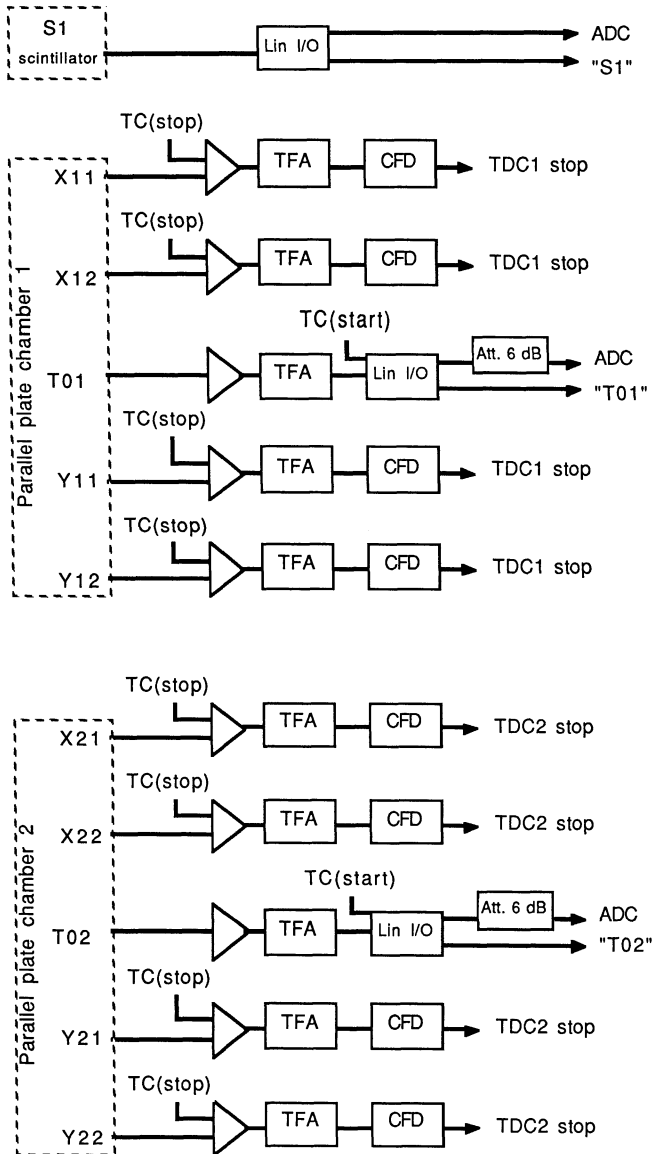 S1
scintillator
Lin I/O
ADC
"S1"
Parallel plate chamber 1
TC(stop)
X11
TFA
CFD
TDC1 stop
TC(stop)
X12
TFA
CFD
TDC1 stop
TC(start)
T01
TFA
Lin I/O
Att. 6 dB
ADC
"T01"
TC(stop)
Y11
TFA
CFD
TDC1 stop
TC(stop)
Y12
TFA
CFD
TDC1 stop
Parallel plate chamber 2
TC(stop)
X21
TFA
CFD
TDC2 stop
TC(stop)
X22
TFA
CFD
TDC2 stop
TC(start)
T02
TFA
Lin I/O
Att. 6 dB
ADC
"T02"
TC(stop)
Y21
TFA
CFD
TDC2 stop
TC(stop)
Y22
TFA
CFD
TDC2 stop